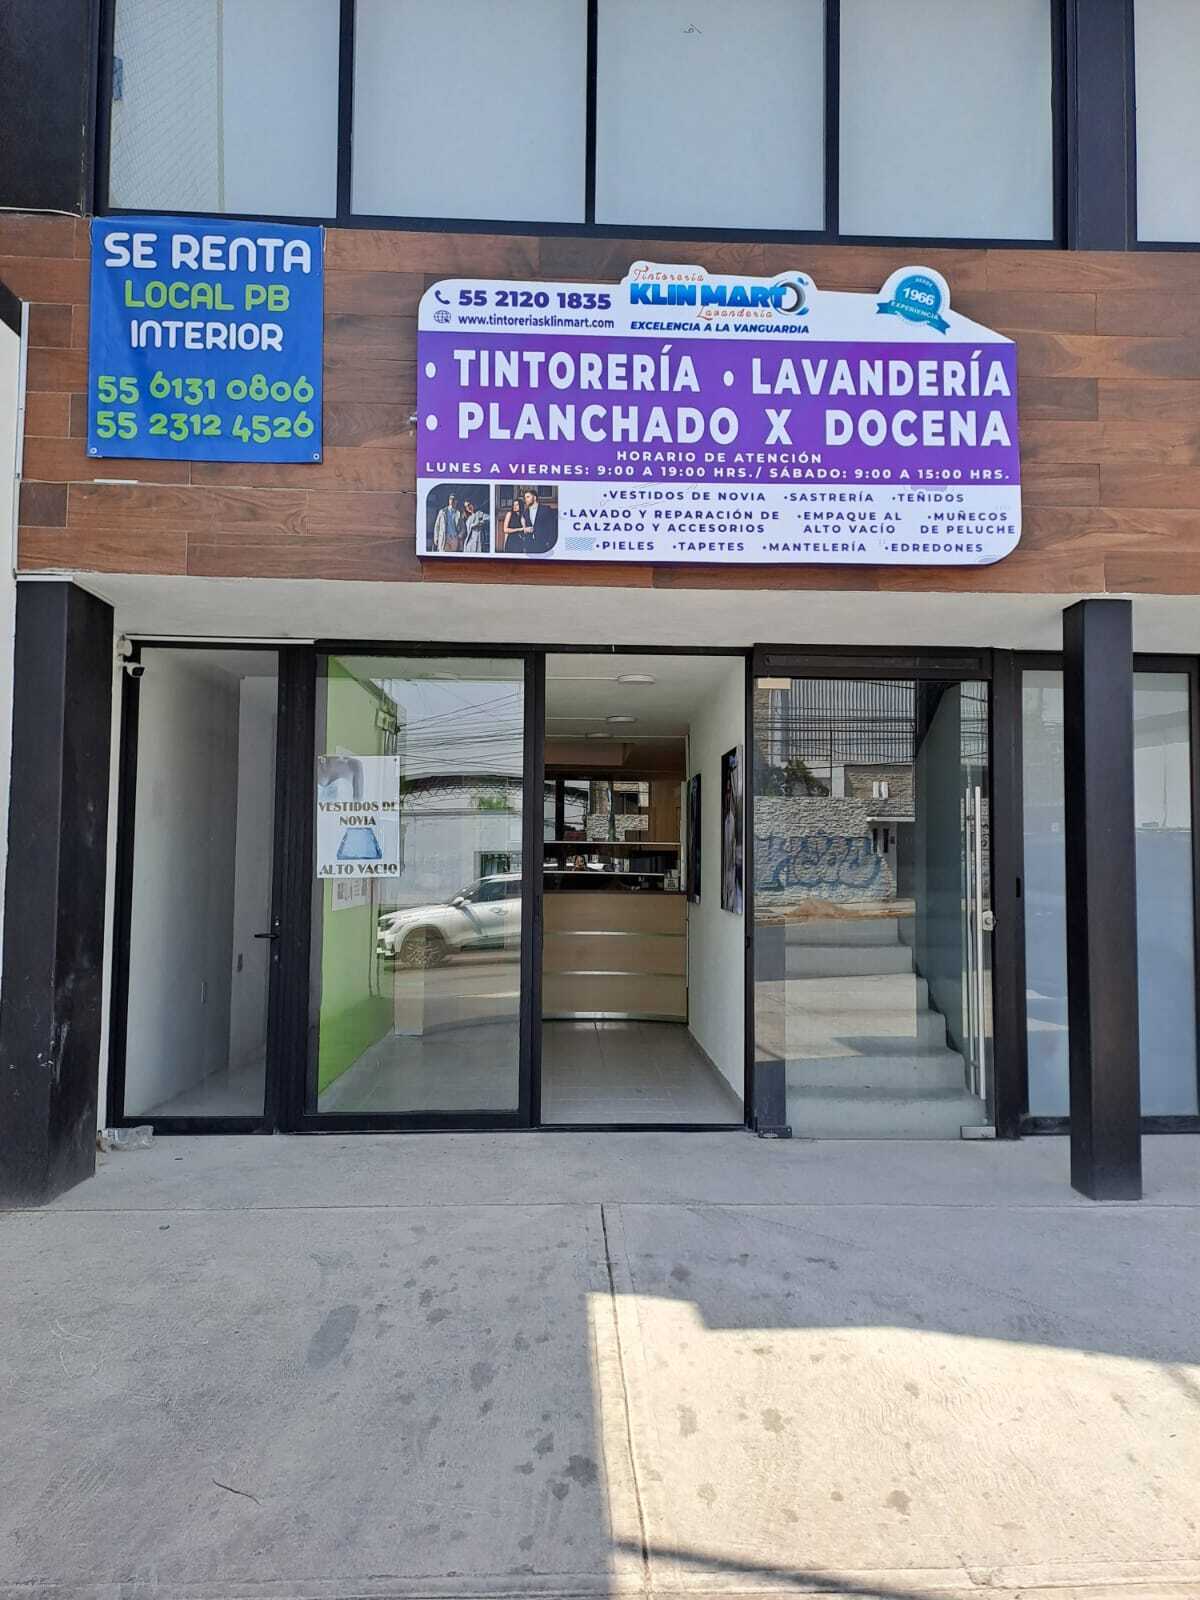 SE RENTA
LOCAL PB
INTERIOR
55 6131 0806
55 2312 4526
55 2120 1835
www.tintoreriasklinmart.com
Tintorería
KLIN MART
Lavandería
EXCELENCIA A LA VANGUARDIA
DESDE
1966
EXPERIENCIA
• TINTORERÍA • LAVANDERÍA
• PLANCHADO X DOCENA
HORARIO DE ATENCIÓN
LUNES A VIERNES: 9:00 A 19:00 HRS./ SÁBADO: 9:00 A 15:00 HRS.
•VESTIDOS DE NOVIA •SASTRERÍA •TEÑIDOS
•LAVADO Y REPARACIÓN DE CALZADO Y ACCESORIOS
•EMPAQUE AL ALTO VACÍO
•MUÑECOS DE PELUCHE
•PIELES •TAPETES •MANTELERÍA •EDREDONES
VESTIDOS DE
NOVIA
ALTO VACIO